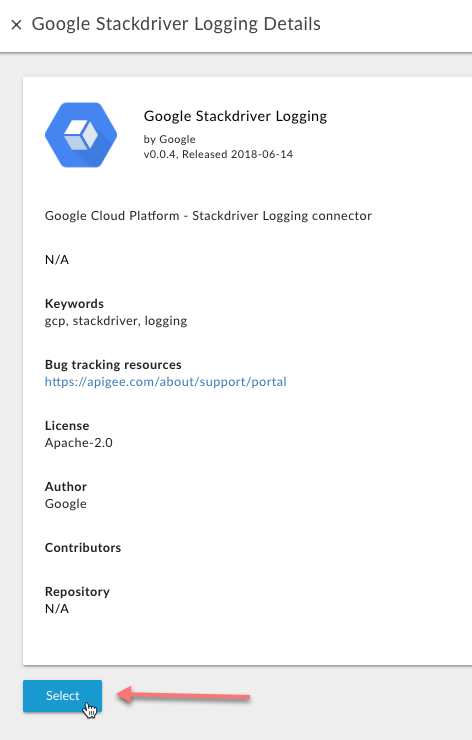 × Google Stackdriver Logging Details
Google Stackdriver Logging
by Google
v0.0.4, Released 2018-06-14
Google Cloud Platform - Stackdriver Logging connector
N/A
Keywords
gcp, stackdriver, logging
Bug tracking resources
https://apigee.com/about/support/portal
License
Apache-2.0
Author
Google
Contributors
Repository
N/A
Select